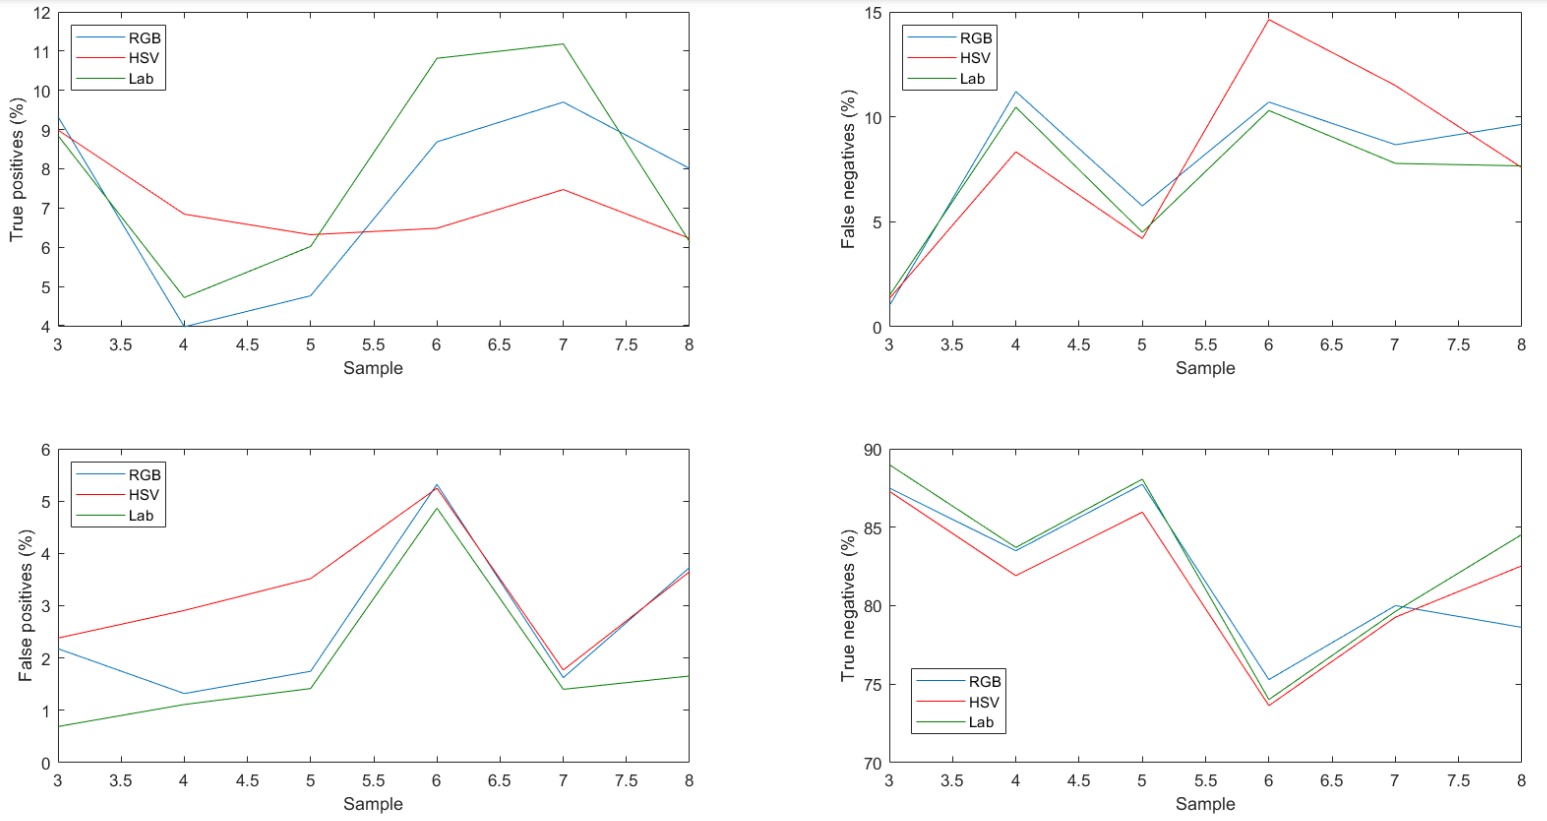 True positives (%)
12
11
10
9
8
7
6
5
4
RGB
HSV
Lab
3 3.5 4 4.5 5 5.5 6 6.5 7 7.5 8
Sample
False negatives (%)
15
10
5
0
RGB
HSV
Lab
3 3.5 4 4.5 5 5.5 6 6.5 7 7.5 8
Sample
False positives (%)
6
5
4
3
2
1
0
RGB
HSV
Lab
3 3.5 4 4.5 5 5.5 6 6.5 7 7.5 8
Sample
True negatives (%)
90
85
80
75
70
RGB
HSV
Lab
3 3.5 4 4.5 5 5.5 6 6.5 7 7.5 8
Sample